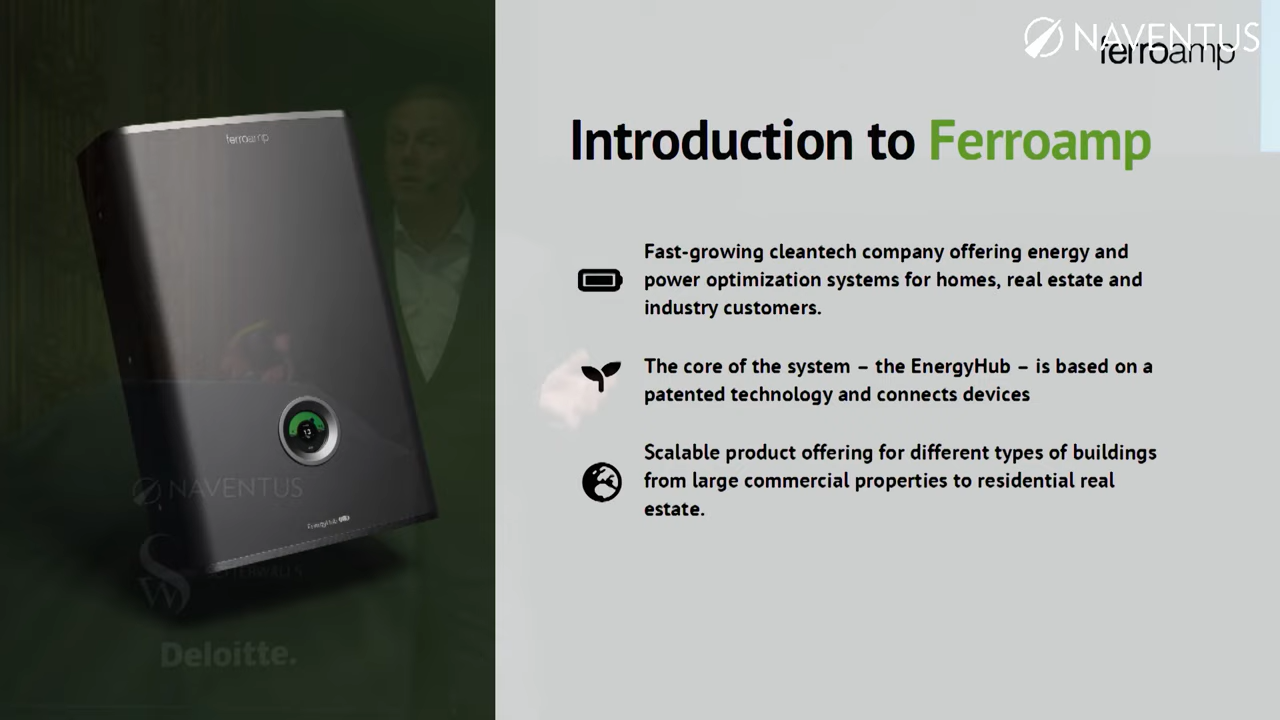 NAVENTUS
ferroamp
ferroamp
Introduction to Ferroamp
Fast-growing cleantech company offering energy and
power optimization systems for homes, real estate and
industry customers.
The core of the system – the EnergyHub – is based on a
patented technology and connects devices
Scalable product offering for different types of buildings
from large commercial properties to residential real
estate.
NAVENTUS
EnergyHub
Deloitte.